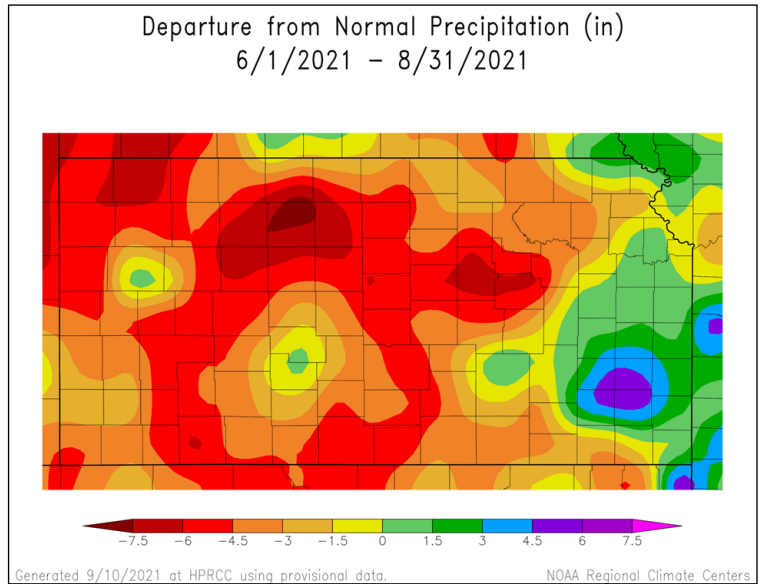 Departure from Normal Precipitation (in)
6/1/2021 – 8/31/2021
-7.5 -6 -4.5 -3 -1.5 0 1.5 3 4.5 6 7.5
Generated 9/10/2021 at HPRCC using provisional data. NOAA Regional Climate Centers